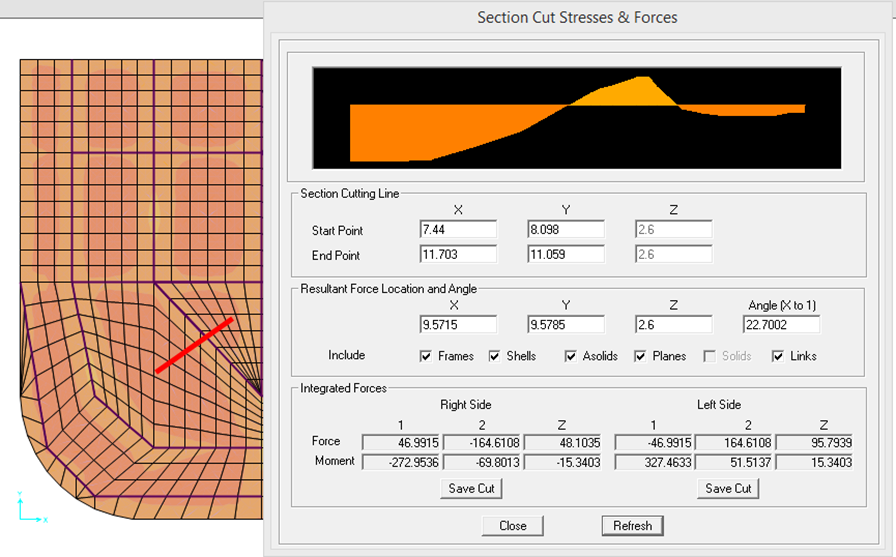 Section Cut Stresses & Forces
Section Cutting Line
X Y Z
Start Point 7.44 8.098 2.6
End Point 11.703 11.059 2.6
Resultant Force Location and Angle
X Y Z Angle (X to 1)
9.5715 9.5785 2.6 22.7002
Include Frames Shells Asolids Planes Solids Links
Integrated Forces
Right Side Left Side
1 2 Z 1 2 Z
Force 46.9915 -164.6108 48.1035 -46.9915 164.6108 95.7939
Moment -272.9536 -69.8013 -15.3403 327.4633 51.5137 15.3403
Save Cut Save Cut
Close Refresh
Y
X